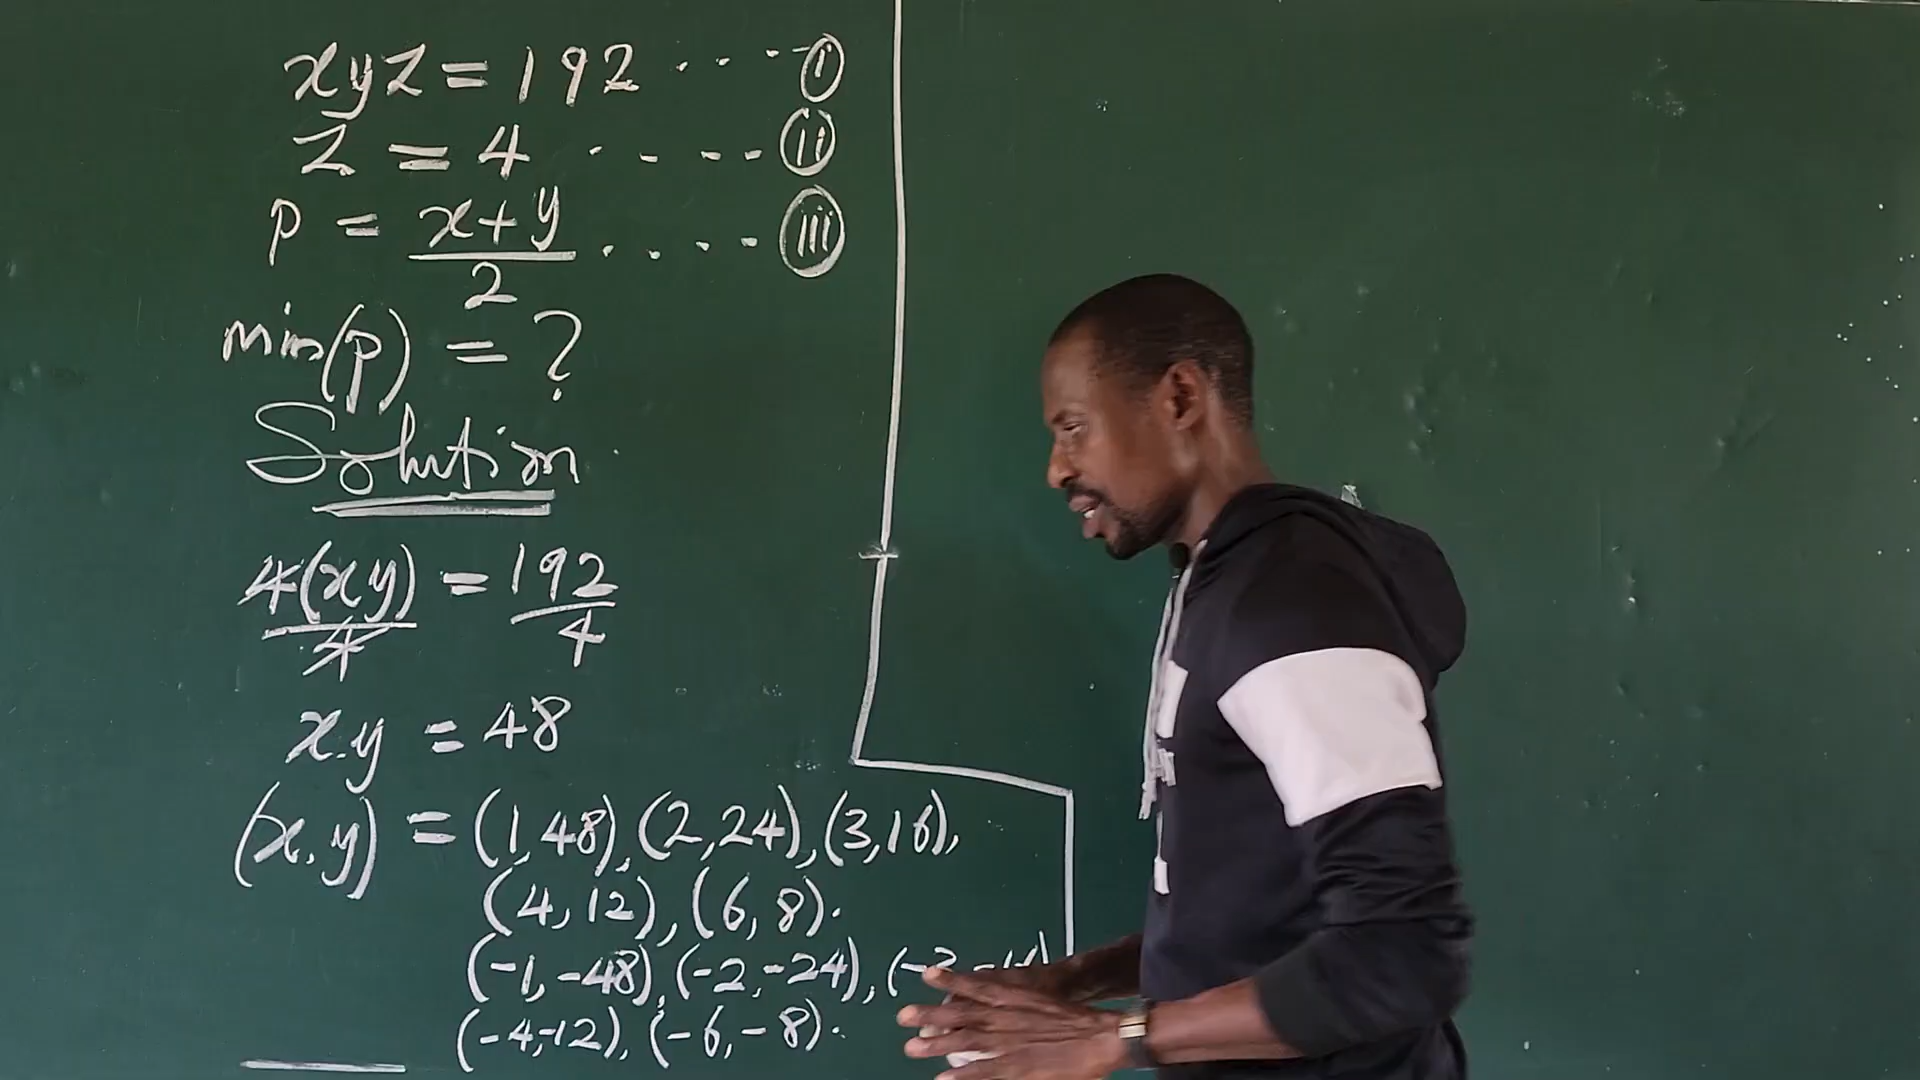 xyz = 192 .... (i)
z = 4 ..... (ii)
p = (x+y)/2 ..... (iii)
min(p) = ?
Solution
4(xy)/4 = 192/4
x.y = 48
(x,y) = (1,48), (2,24), (3,16),
(4,12), (6,8).
(-1,-48), (-2,-24),
(-4,-12), (-6,-8).